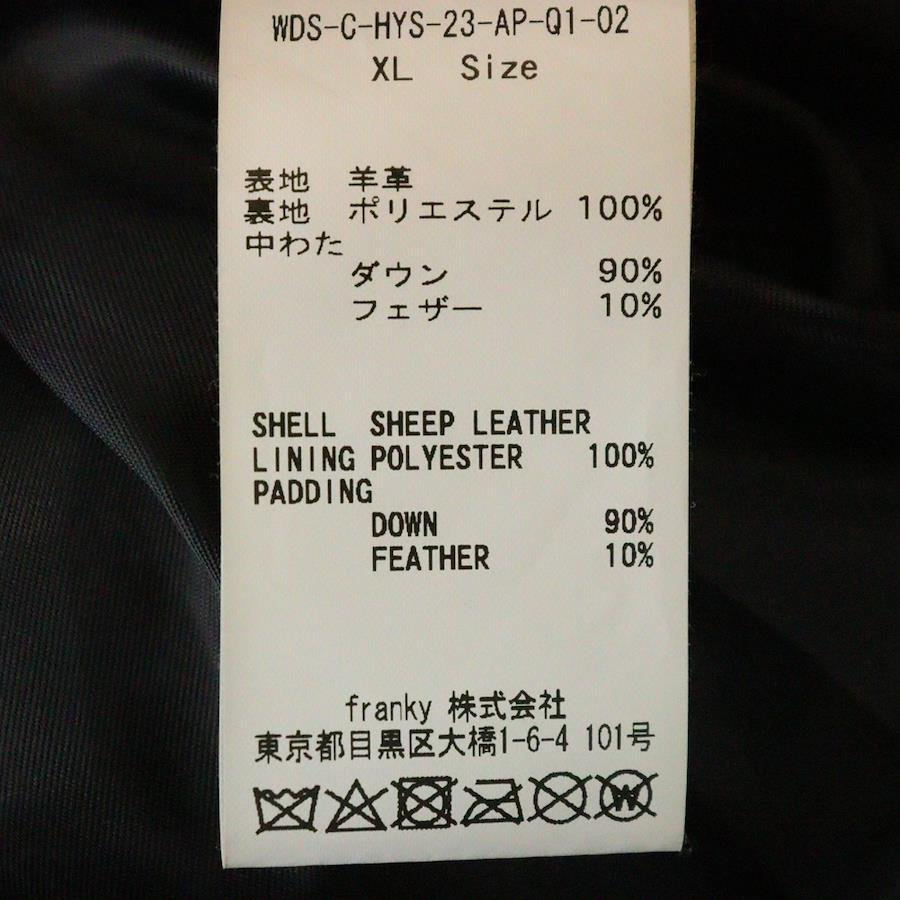 WDS-C-HYS-23-AP-Q1-02
XL Size
表地 羊革
裏地 ポリエステル 100%
中わた
ダウン 90%
フェザー 10%
SHELL SHEEP LEATHER
LINING POLYESTER 100%
PADDING
DOWN 90%
FEATHER 10%
franky 株式会社
東京都目黒区大橋1-6-4 101号
W